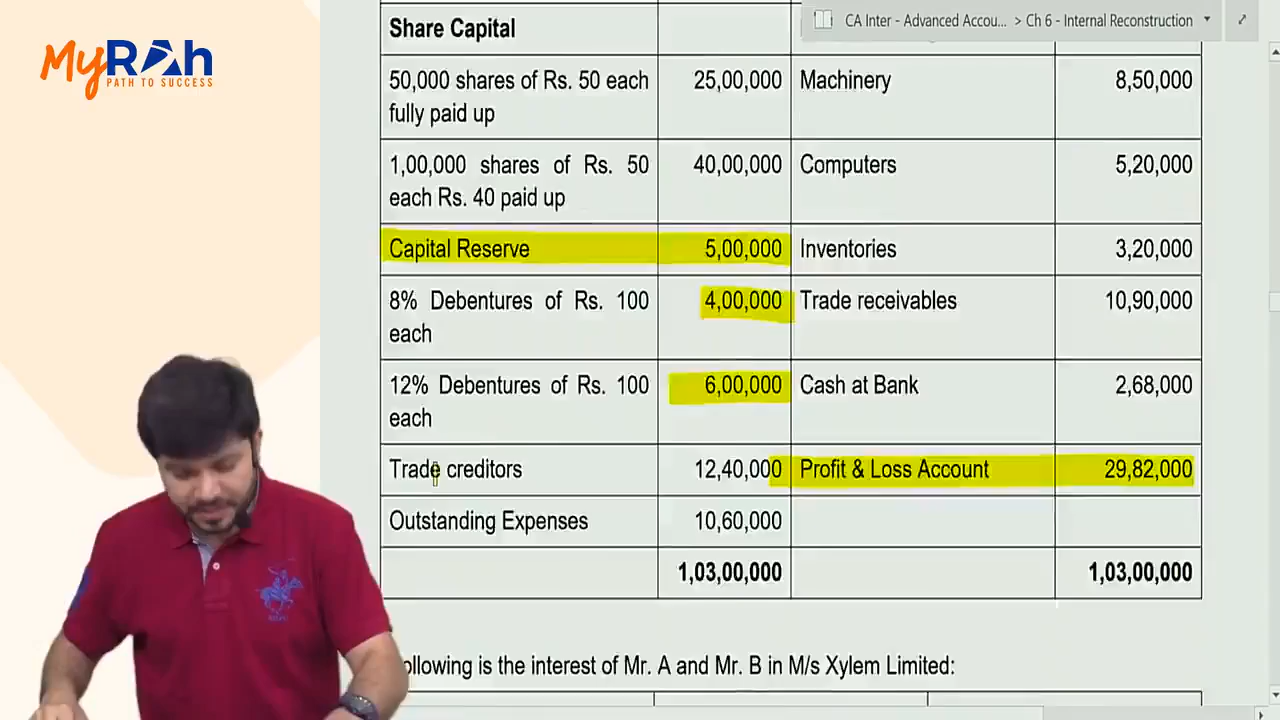 MyRAh
PATH TO SUCCESS
CA Inter - Advanced Accou... > Ch 6 - Internal Reconstruction
Share Capital
50,000 shares of Rs. 50 each fully paid up 25,00,000 Machinery 8,50,000
1,00,000 shares of Rs. 50 each Rs. 40 paid up 40,00,000 Computers 5,20,000
Capital Reserve 5,00,000 Inventories 3,20,000
8% Debentures of Rs. 100 each 4,00,000 Trade receivables 10,90,000
12% Debentures of Rs. 100 each 6,00,000 Cash at Bank 2,68,000
Trade creditors 12,40,000 Profit & Loss Account 29,82,000
Outstanding Expenses 10,60,000
1,03,00,000 1,03,00,000
ollowing is the interest of Mr. A and Mr. B in M/s Xylem Limited: